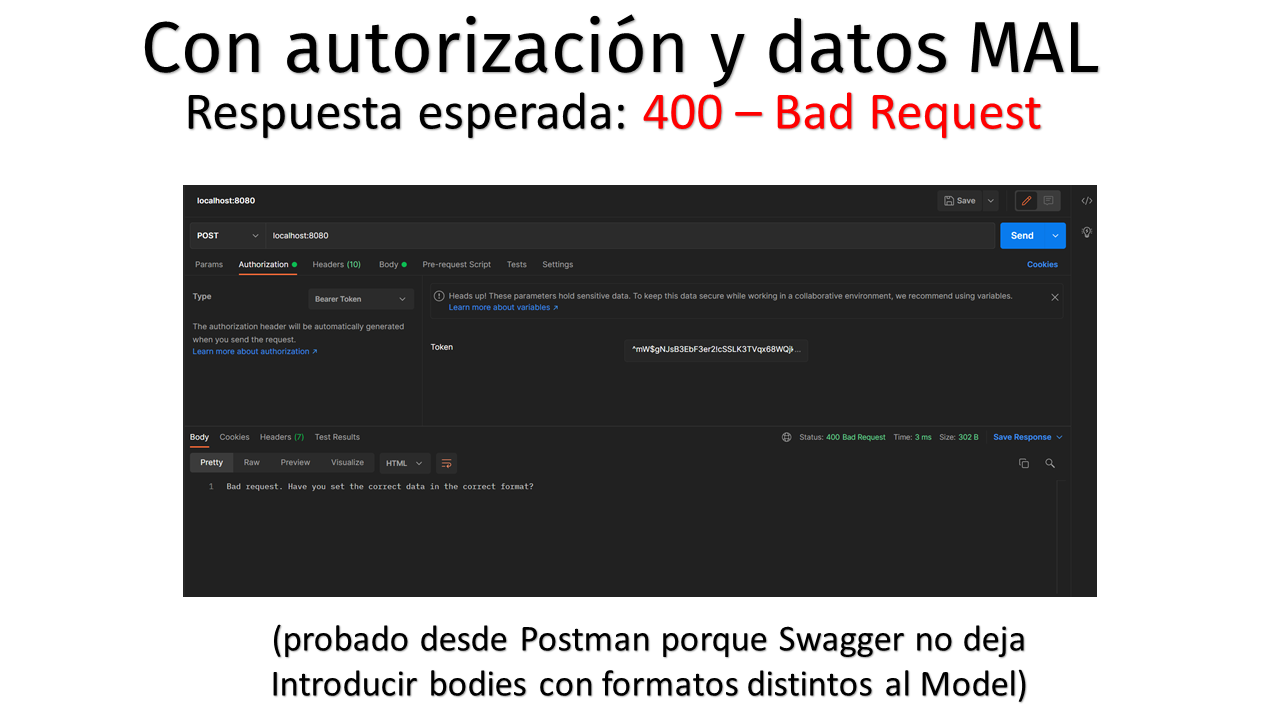 Con autorización y datos MAL
Respuesta esperada: 400 – Bad Request
localhost:8080
Save
POST
localhost:8080
Send
Params Authorization Headers (10) Body Pre-request Script Tests Settings Cookies
Type
Bearer Token
The authorization header will be automatically generated
when you send the request.
Learn more about authorization ↗
Heads up! These parameters hold sensitive data. To keep this data secure while working in a collaborative environment, we recommend using variables.
Learn more about variables ↗
Token
Body Cookies Headers (7) Test Results
Status: 400 Bad Request Time: 3 ms Size: 302 B Save Response
Pretty Raw Preview Visualize HTML
1 Bad request. Have you set the correct data in the correct format?
(probado desde Postman porque Swagger no deja
Introducir bodies con formatos distintos al Model)